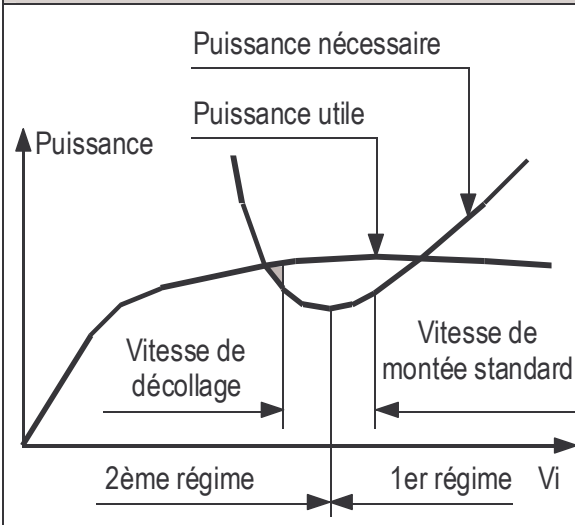 Puissance nécessaire
Puissance utile
Puissance
Vitesse de
décollage
Vitesse de
montée standard
2ème régime
1er régime
Vi